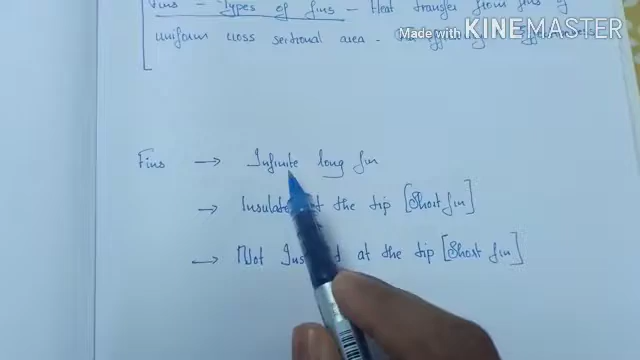 Fins - Types of fins - Heat transfer from fins of
uniform cross sectional area -
Made with KINEMASTER
Fins → Infinite long fin
→ Insulated at the tip [Short fin]
→ Not Insulated at the tip [Short fin]